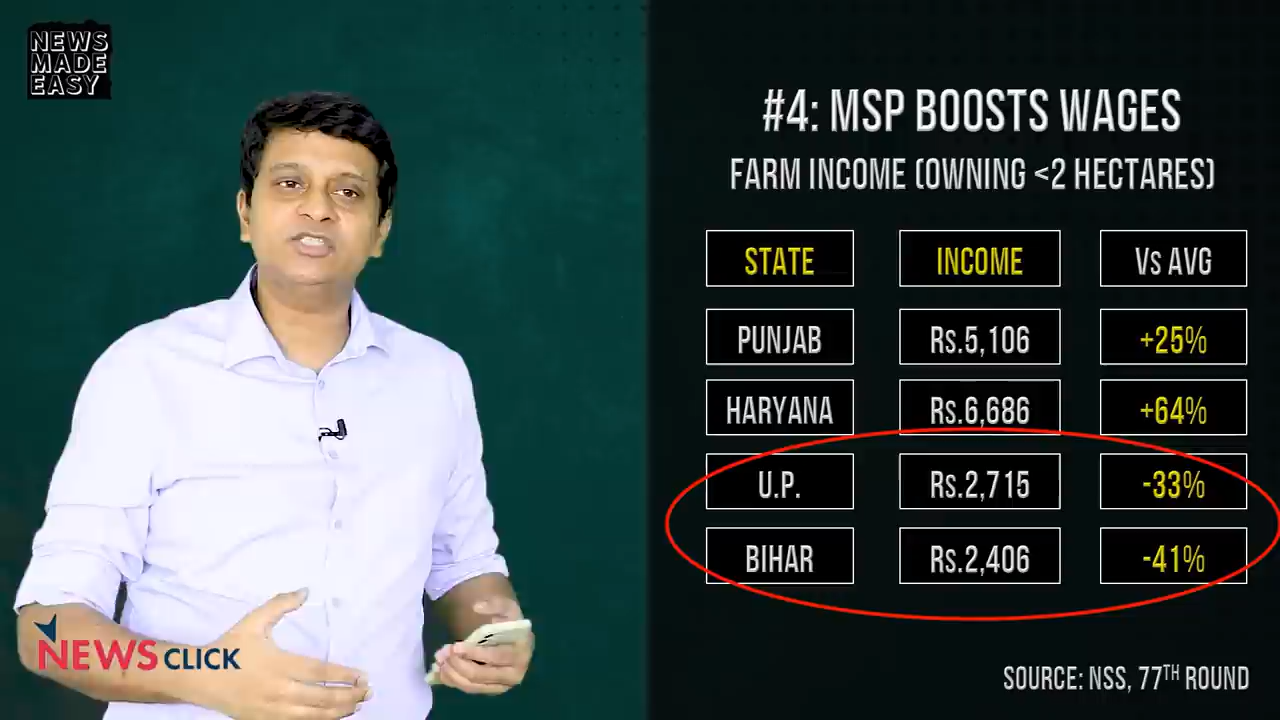 NEWS
MADE
EASY
#4: MSP BOOSTS WAGES
FARM INCOME (OWNING <2 HECTARES)
STATE INCOME Vs AVG
PUNJAB Rs.5,106 +25%
HARYANA Rs.6,686 +64%
U.P. Rs.2,715 -33%
BIHAR Rs.2,406 -41%
NEWSCLICK
SOURCE: NSS, 77TH ROUND